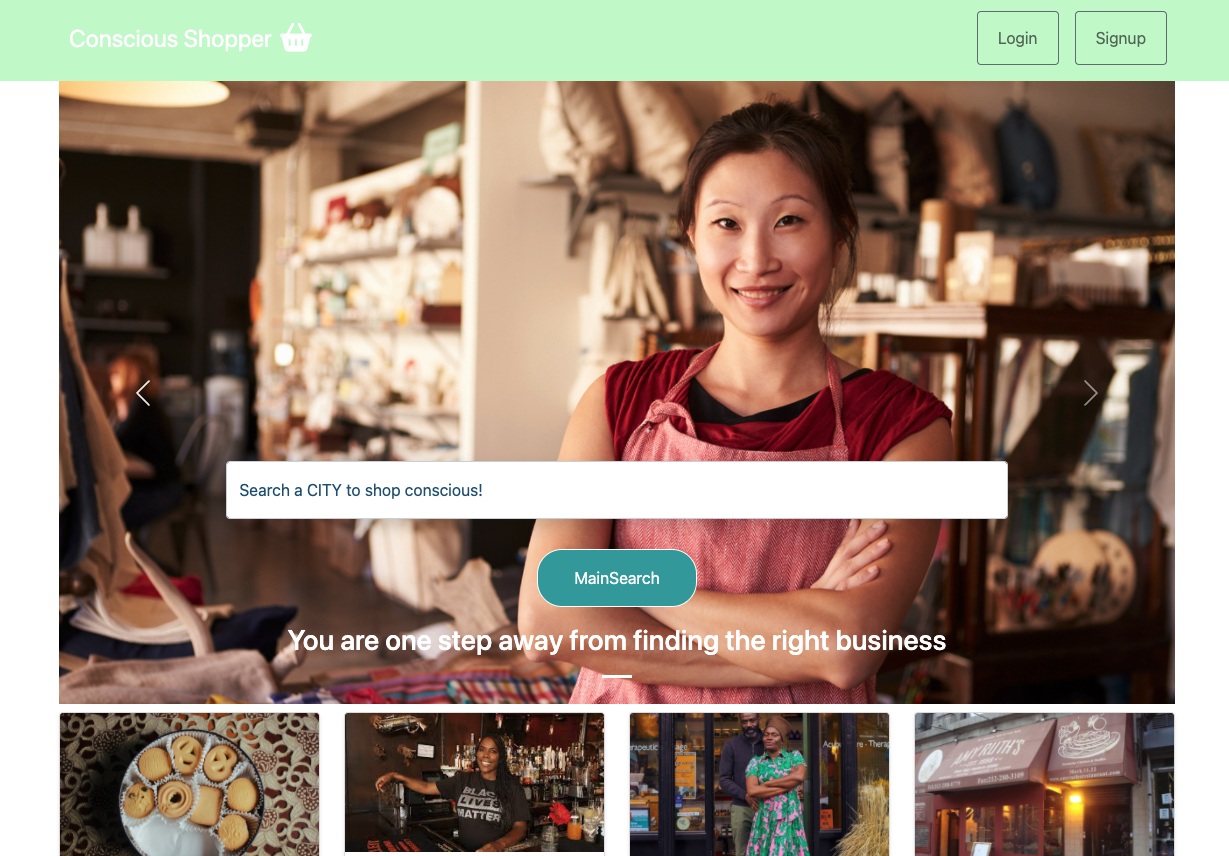 Conscious Shopper
Login
Signup
Search a CITY to shop conscious!
MainSearch
You are one step away from finding the right business
BLACK
LIVES
MATTER
AMY RUTH'S